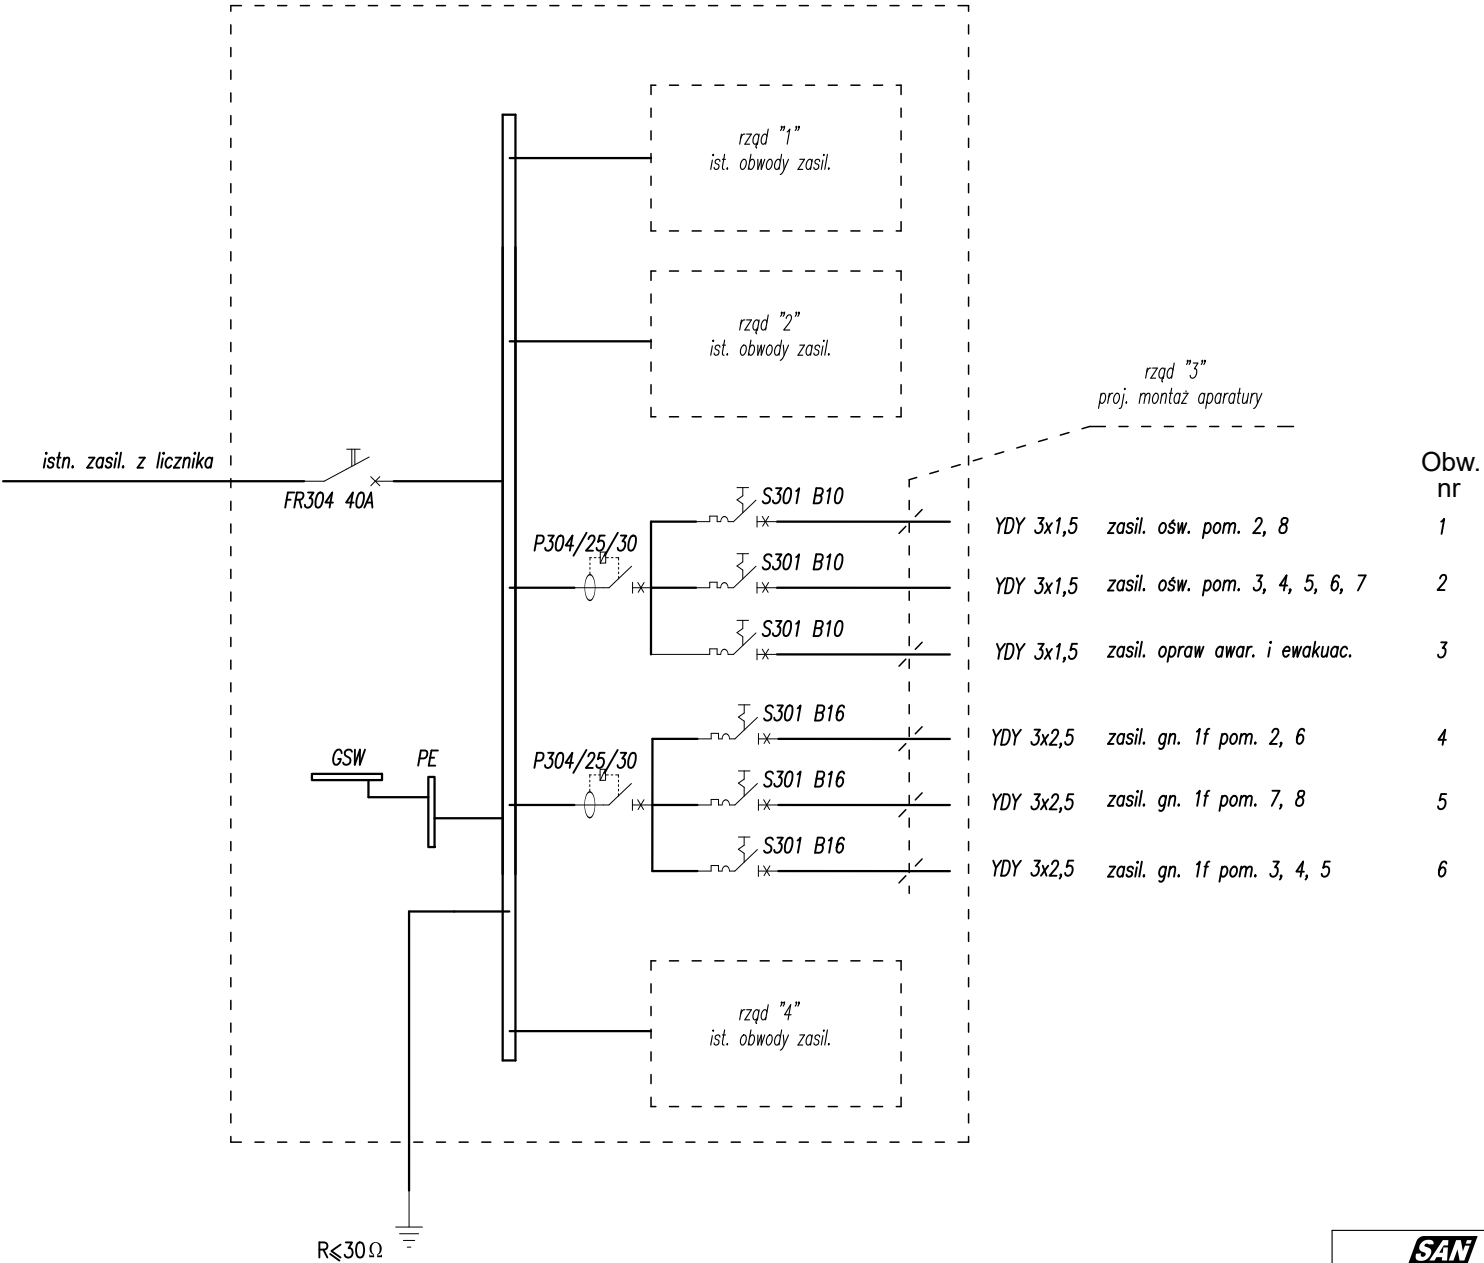 rząd "1"
ist. obwody zasil.
rząd "2"
ist. obwody zasil.
rząd "3"
proj. montaż aparatury
istn. zasil. z licznika
FR304 40A
Obw.
nr
P304/25/30
S301 B10
YDY 3x1,5 zasil. ośw. pom. 2, 8 1
S301 B10
YDY 3x1,5 zasil. ośw. pom. 3, 4, 5, 6, 7 2
S301 B10
YDY 3x1,5 zasil. opraw awar. i ewakuac. 3
GSW
PE
P304/25/30
S301 B16
YDY 3x2,5 zasil. gn. 1f pom. 2, 6 4
S301 B16
YDY 3x2,5 zasil. gn. 1f pom. 7, 8 5
S301 B16
YDY 3x2,5 zasil. gn. 1f pom. 3, 4, 5 6
rząd "4"
ist. obwody zasil.
R⩽30Ω
SANi